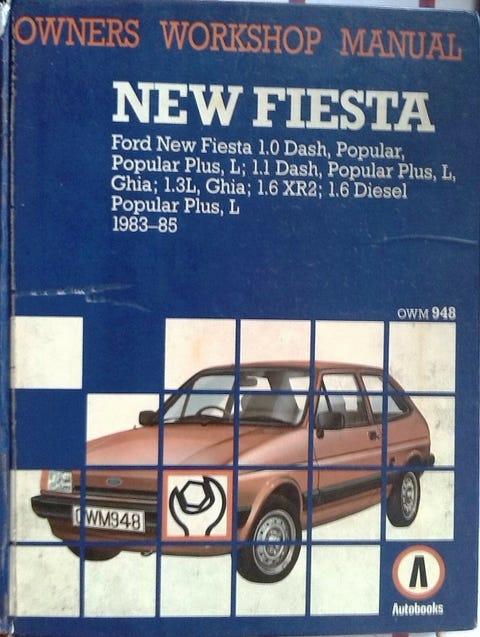 OWNERS WORKSHOP MANUAL
NEW FIESTA
Ford New Fiesta 1.0 Dash, Popular,
Popular Plus, L; 1.1 Dash, Popular Plus, L,
Ghia; 1.3L, Ghia; 1.6 XR2; 1.6 Diesel
Popular Plus, L
1983–85
OWM 948
OWM948
Autobooks